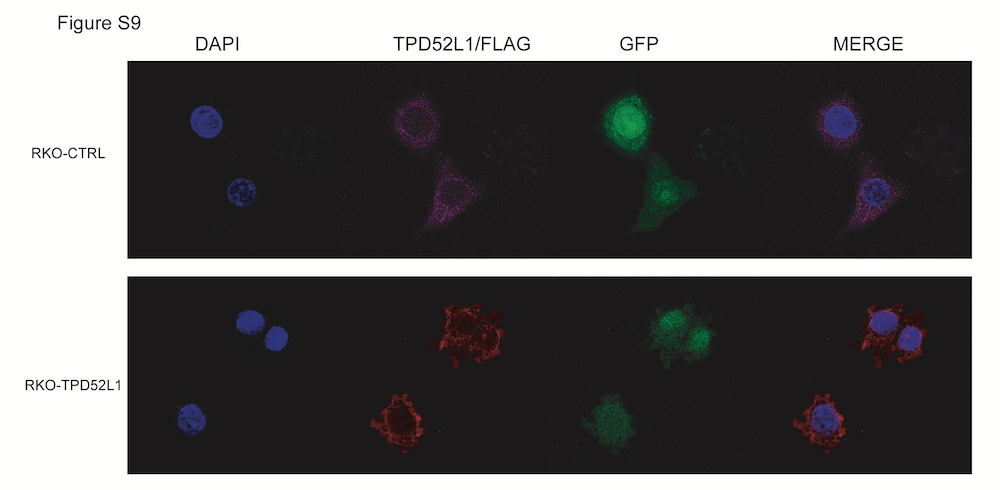 Figure S9
DAPI TPD52L1/FLAG GFP MERGE
RKO-CTRL
RKO-TPD52L1